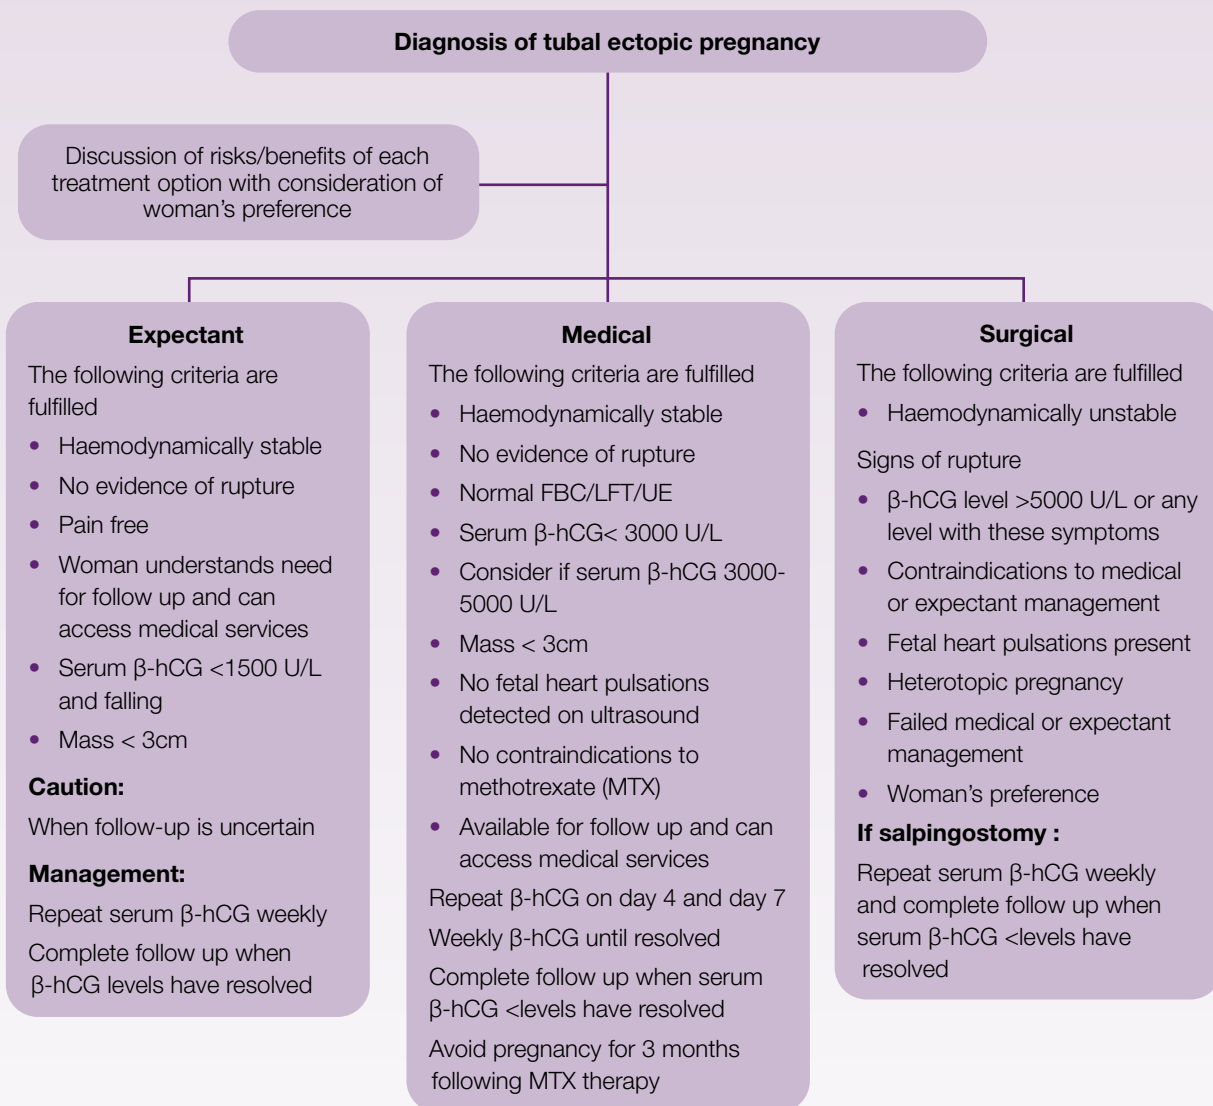 Diagnosis of tubal ectopic pregnancy
Discussion of risks/benefits of each
treatment option with consideration of
woman’s preference
Expectant
The following criteria are
fulfilled
• Haemodynamically stable
• No evidence of rupture
• Pain free
• Woman understands need
for follow up and can
access medical services
• Serum β-hCG <1500 U/L
and falling
• Mass < 3cm
Caution:
When follow-up is uncertain
Management:
Repeat serum β-hCG weekly
Complete follow up when
β-hCG levels have resolved
Medical
The following criteria are fulfilled
• Haemodynamically stable
• No evidence of rupture
• Normal FBC/LFT/UE
• Serum β-hCG< 3000 U/L
• Consider if serum β-hCG 3000-
5000 U/L
• Mass < 3cm
• No fetal heart pulsations
detected on ultrasound
• No contraindications to
methotrexate (MTX)
• Available for follow up and can
access medical services
Repeat β-hCG on day 4 and day 7
Weekly β-hCG until resolved
Complete follow up when serum
β-hCG <levels have resolved
Avoid pregnancy for 3 months
following MTX therapy
Surgical
The following criteria are fulfilled
• Haemodynamically unstable
Signs of rupture
• β-hCG level >5000 U/L or any
level with these symptoms
• Contraindications to medical
or expectant management
• Fetal heart pulsations present
• Heterotopic pregnancy
• Failed medical or expectant
management
• Woman’s preference
If salpingostomy :
Repeat serum β-hCG weekly
and complete follow up when
serum β-hCG <levels have
resolved